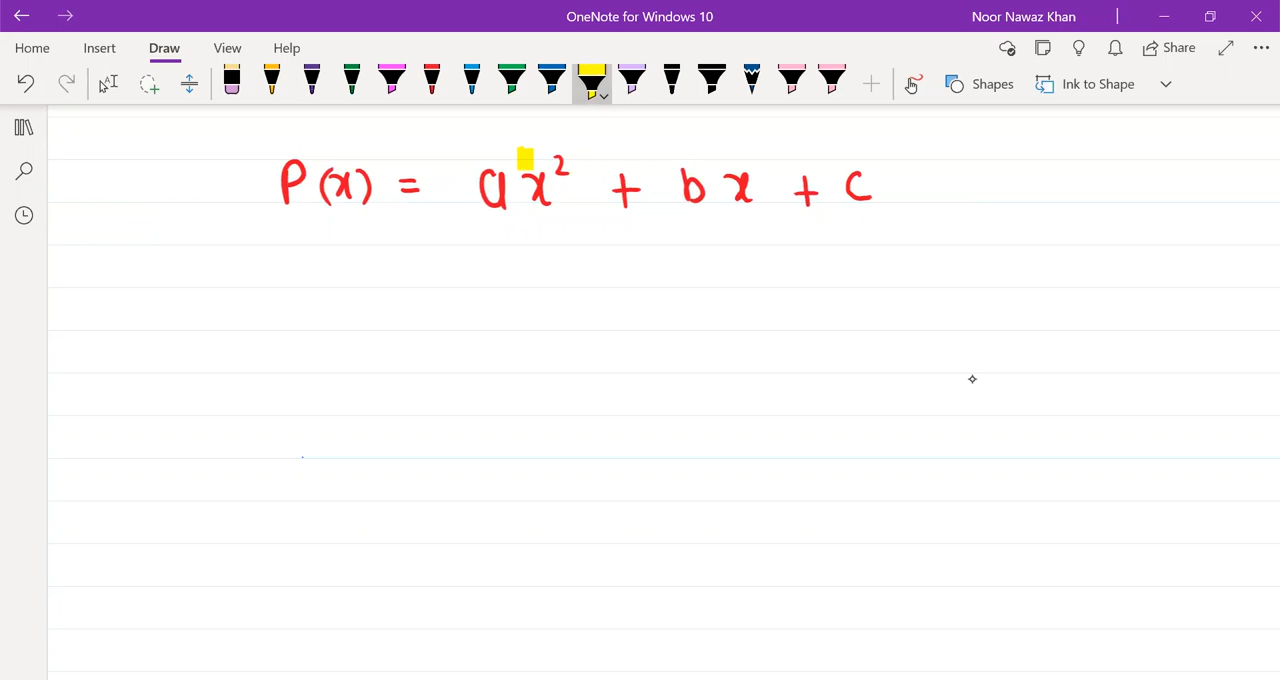 OneNote for Windows 10
Noor Nawaz Khan
Home Insert Draw View Help
Share
Shapes
Ink to Shape
P(x) = ax² + bx + c